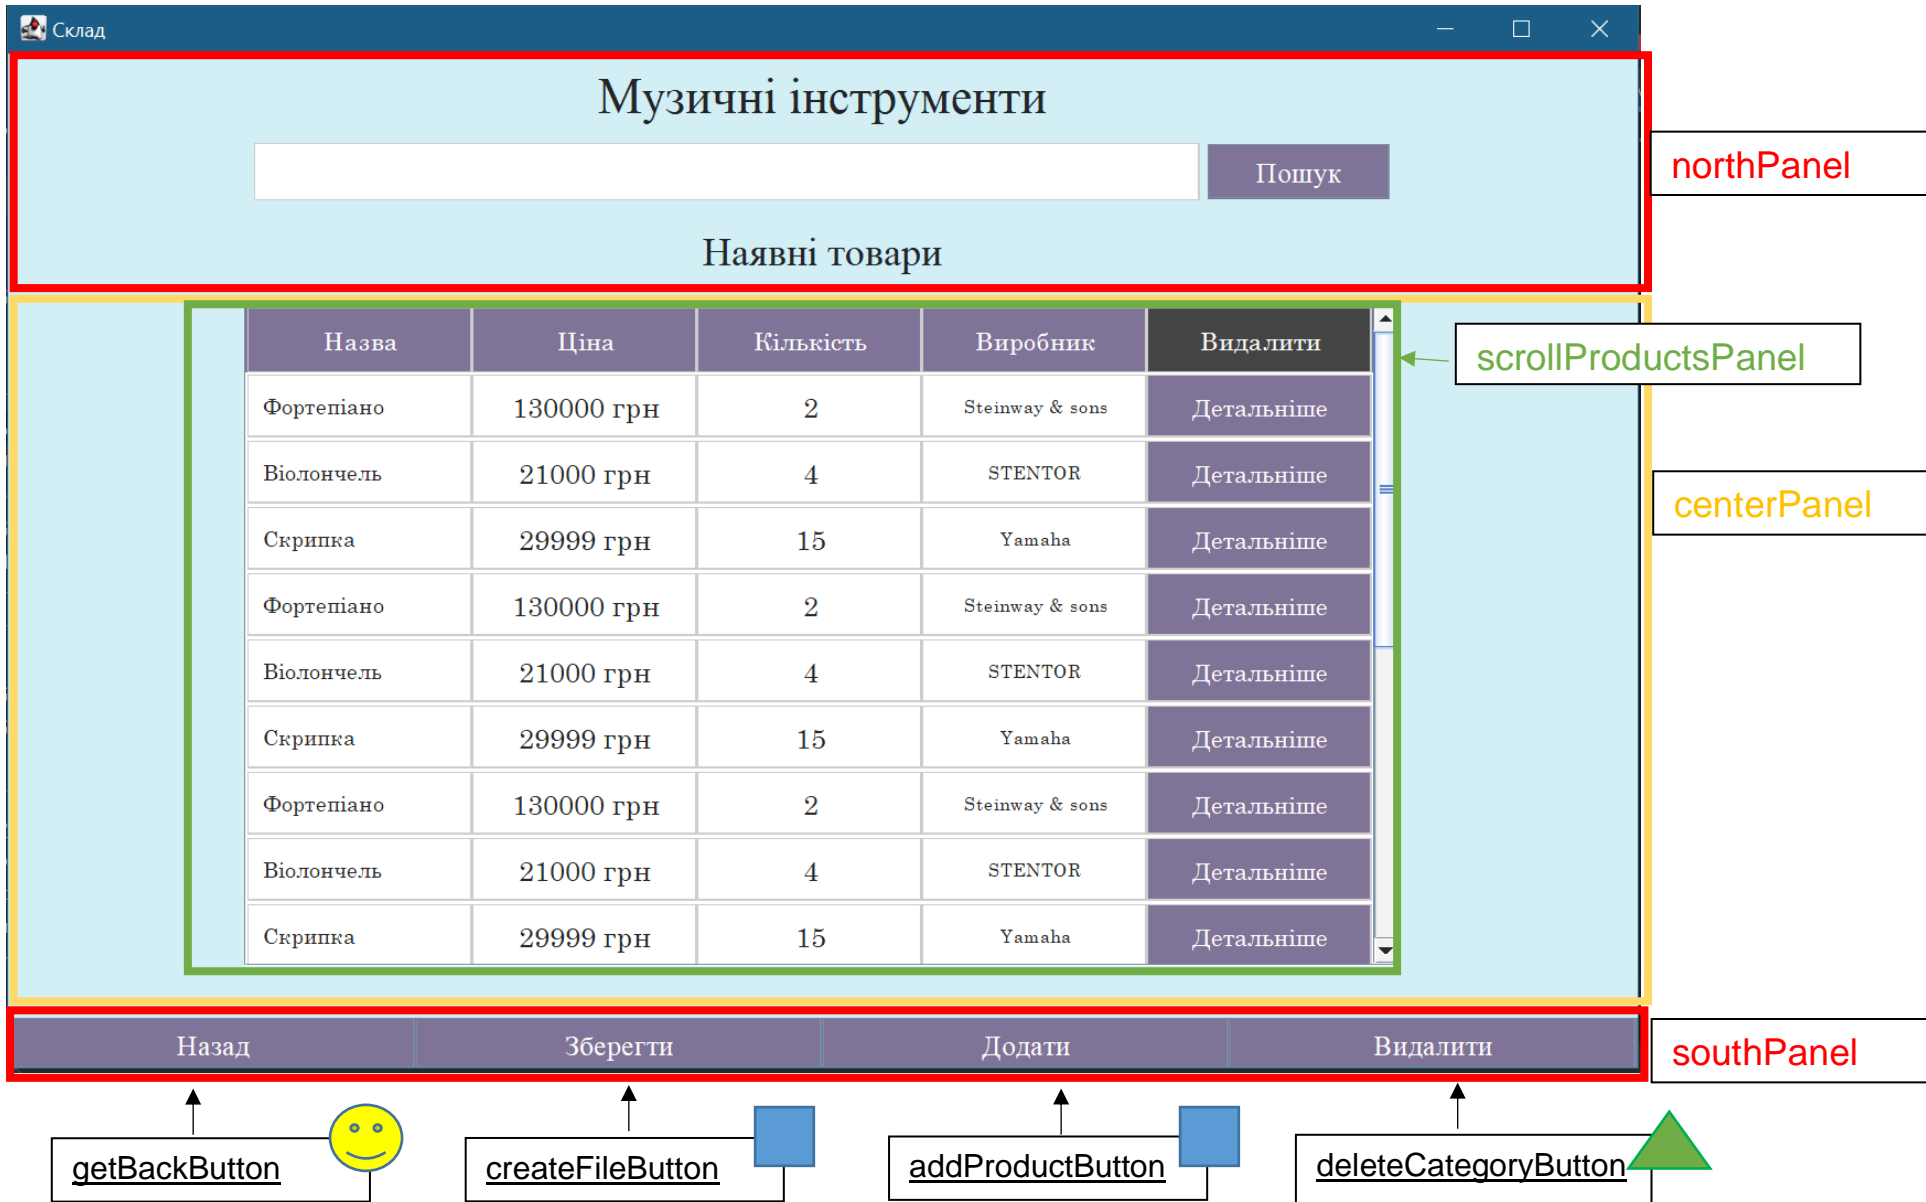 Склад
Музичні інструменти
Пошук
northPanel
Наявні товари
Назва Ціна Кількість Виробник Видалити
scrollProductsPanel
Фортепіано 130000 грн 2 Steinway & sons Детальніше
Віолончель 21000 грн 4 STENTOR Детальніше
centerPanel
Скрипка 29999 грн 15 Yamaha Детальніше
Фортепіано 130000 грн 2 Steinway & sons Детальніше
Віолончель 21000 грн 4 STENTOR Детальніше
Скрипка 29999 грн 15 Yamaha Детальніше
Фортепіано 130000 грн 2 Steinway & sons Детальніше
Віолончель 21000 грн 4 STENTOR Детальніше
Скрипка 29999 грн 15 Yamaha Детальніше
Назад Зберегти Додати Видалити
southPanel
getBackButton createFileButton addProductButton deleteCategoryButton